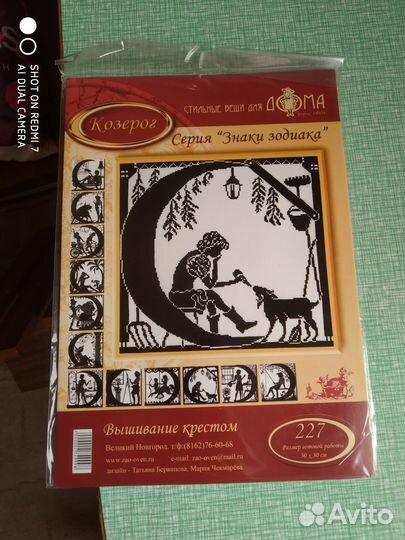 SHOT ON REDMI 7
AI DUAL CAMERA
СТИЛЬНЫЕ ВЕЩИ ДЛЯ ДОМА
Козерог
Серия "Знаки зодиака"
Вышивание крестом
Великий Новгород. т/ф:(8162)76-60-68
www.zao-oven.ru e-mail: zao-oven@mail.ru
дизайн - Татьяна Берникова, Мария Чекмарёва.
227
Размер готовой работы
30 х 30 см
Avito